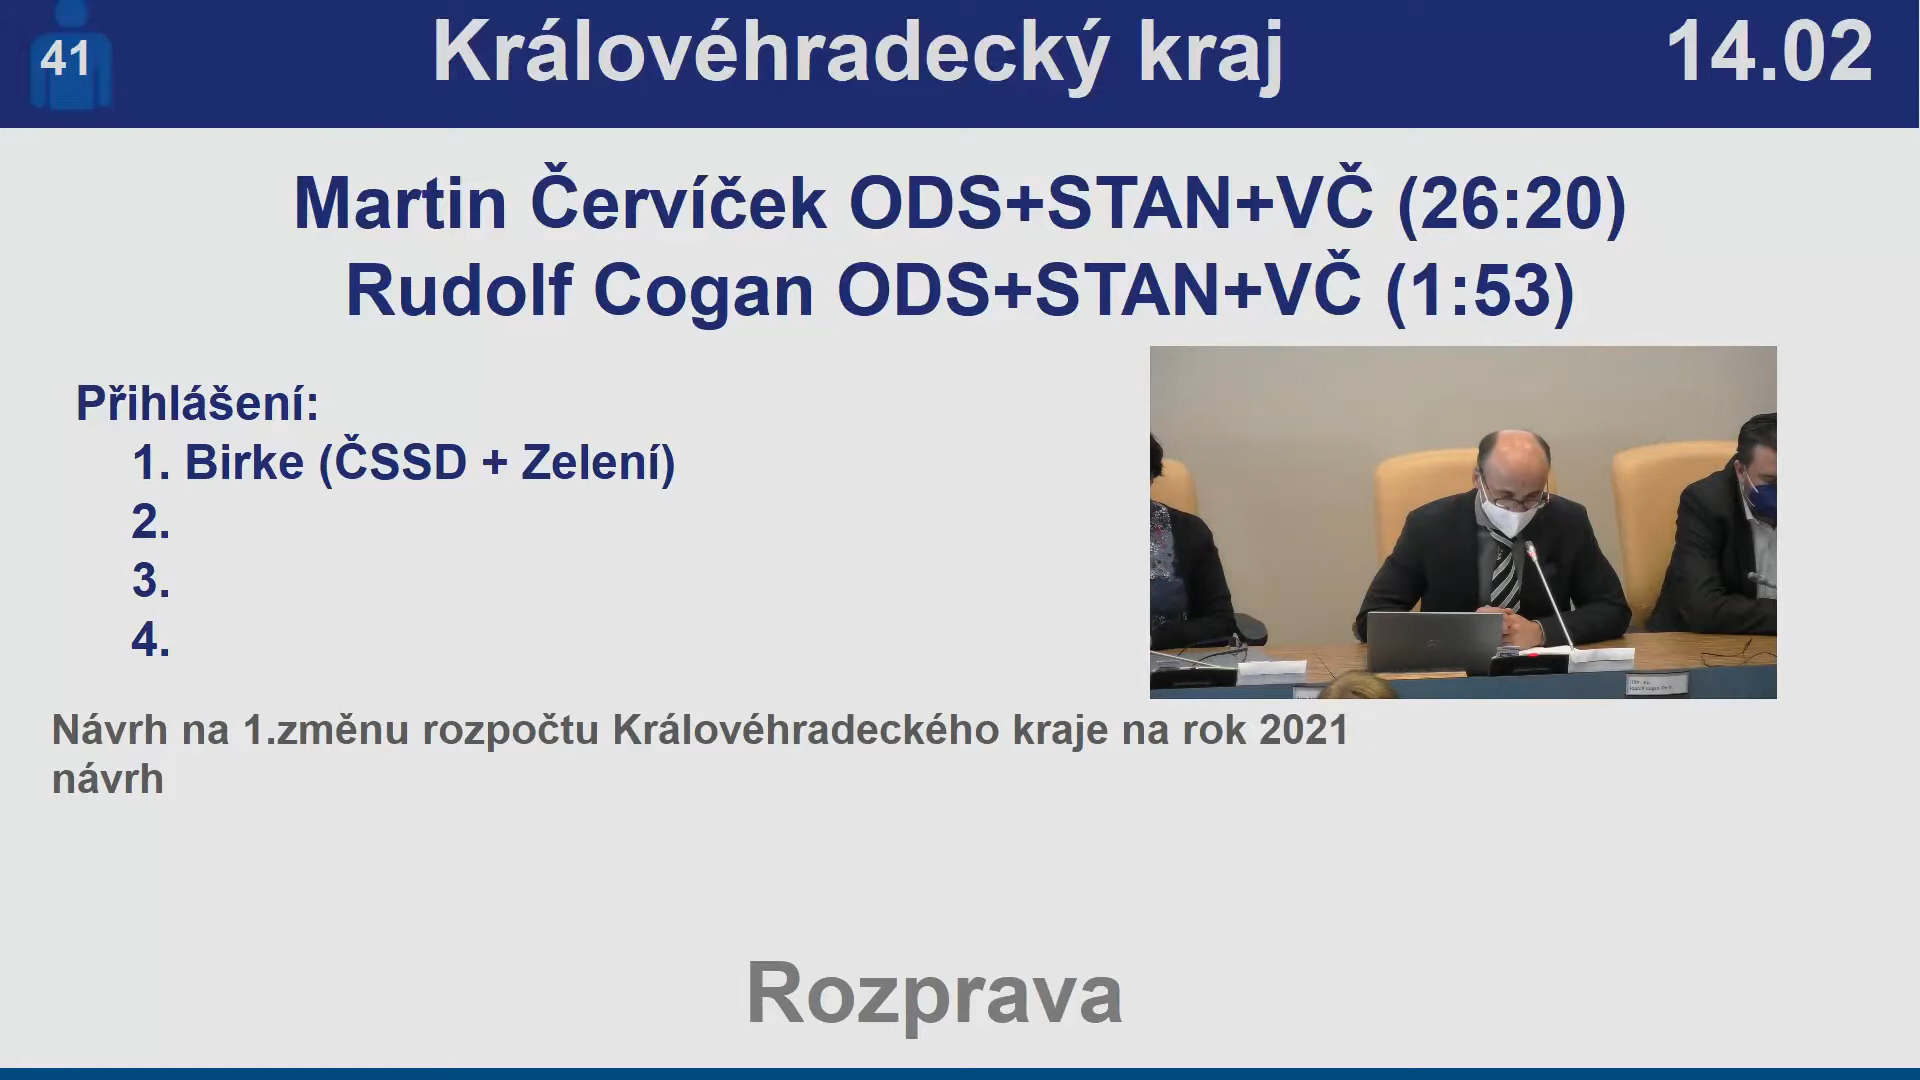 41
Královéhradecký kraj
14.02
Martin Červíček ODS+STAN+VČ (26:20)
Rudolf Cogan ODS+STAN+VČ (1:53)
Přihlášení:
1. Birke (ČSSD + Zelení)
2.
3.
4.
Návrh na 1.změnu rozpočtu Královéhradeckého kraje na rok 2021
návrh
Rozprava